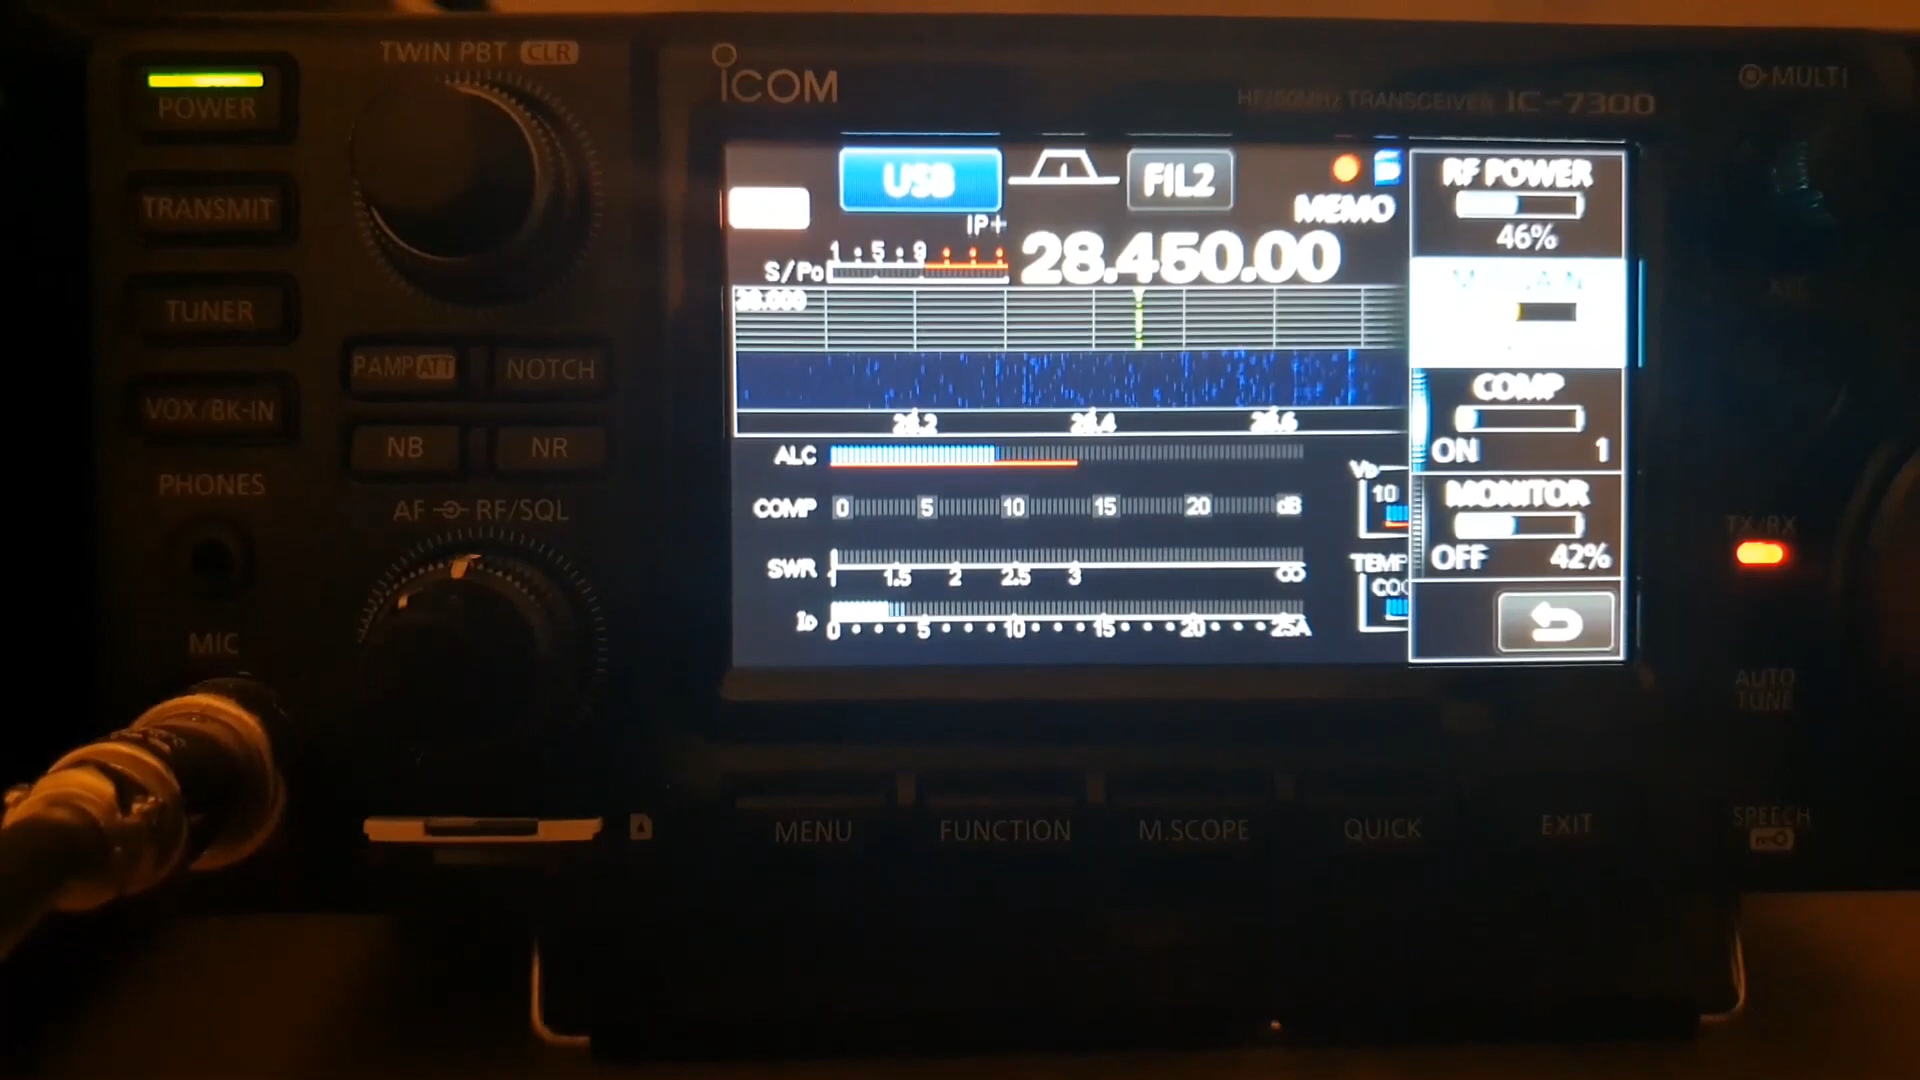 POWER
TRANSMIT
TUNER
VOX/BK-IN
PHONES
MIC
TWIN PBT CLR
P.AMP ATT
NOTCH
NB
NR
AF RF/SQL
ICOM
HF/50MHz TRANSCEIVER IC-7300
USB
FIL2
MEMO
IP+
S/Po 1 5 9
28.450.00
28.2 28.4 28.6
ALC
COMP 0 5 10 15 20 dB
SWR 1 1.5 2 2.5 3 ∞
ID 0 5 10 15 20 25A
10
TEMP
RF POWER
46%
COMP
ON 1
MONITOR
OFF 42%
MULTI
TX/RX
AUTO
TUNE
SPEECH
MENU
FUNCTION
M.SCOPE
QUICK
EXIT